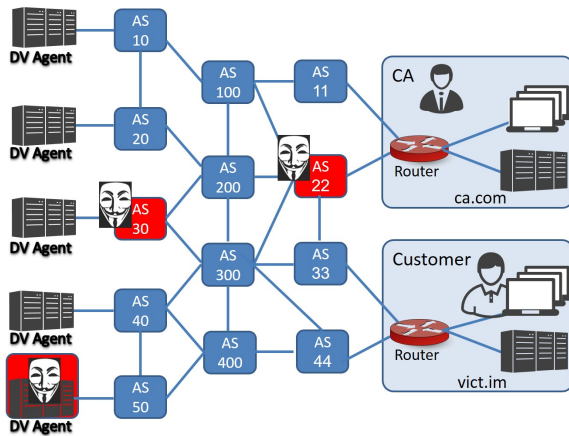 DV Agent
AS
10
DV Agent
AS
20
DV Agent
AS
30
DV Agent
AS
40
DV Agent
AS
50
AS
100
AS
200
AS
300
AS
400
AS
11
AS
22
AS
33
AS
44
CA
Router
ca.com
Customer
Router
vict.im